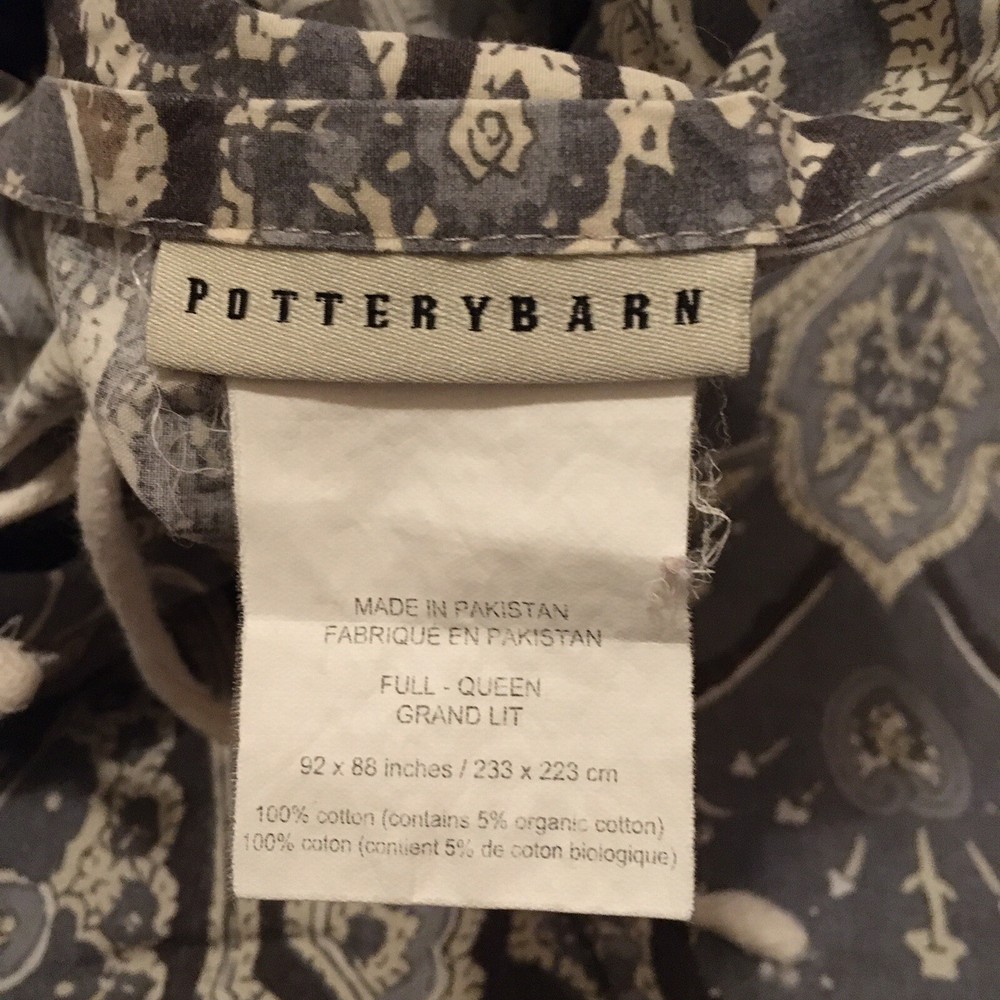 POTTERYBARN
MADE IN PAKISTAN
FABRIQUÉ EN PAKISTAN
FULL - QUEEN
GRAND LIT
92 x 88 inches / 233 x 223 cm
100% cotton (contains 5% organic cotton)
100% coton (contient 5% de coton biologique)